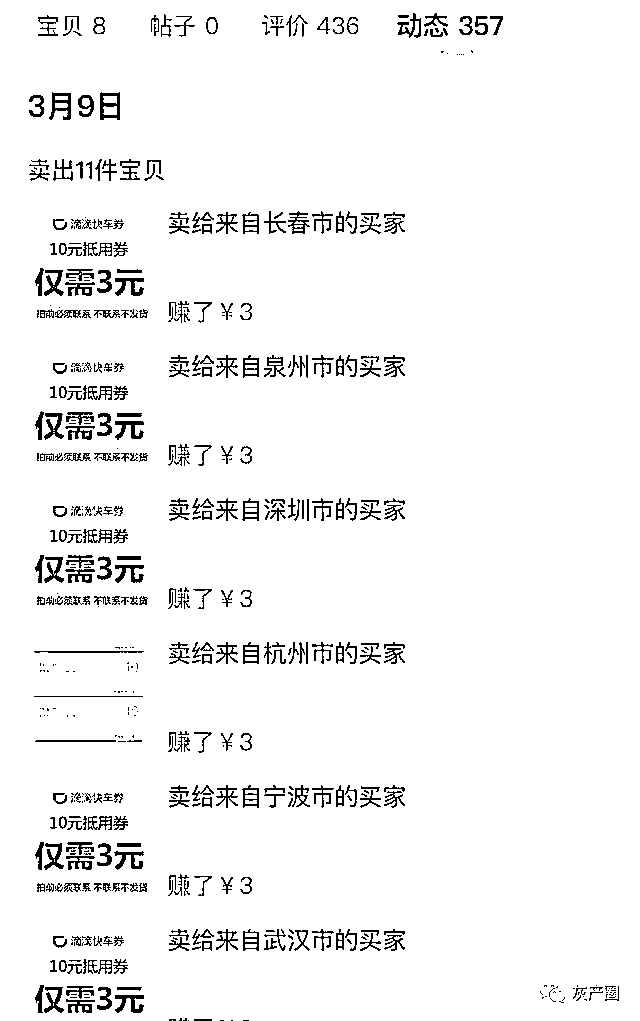 宝贝 8 帖子 0 评价 436 动态 357
3月9日
卖出11件宝贝
滴滴快车券
10元抵用券
仅需3元
拍前必须联系 不联系不发货
卖给来自长春市的买家
赚了 ¥ 3
滴滴快车券
10元抵用券
仅需3元
拍前必须联系 不联系不发货
卖给来自泉州市的买家
赚了 ¥ 3
滴滴快车券
10元抵用券
仅需3元
拍前必须联系 不联系不发货
卖给来自深圳市的买家
赚了 ¥ 3
10
10
卖给来自杭州市的买家
赚了 ¥ 3
滴滴快车券
10元抵用券
仅需3元
拍前必须联系 不联系不发货
卖给来自宁波市的买家
赚了 ¥ 3
滴滴快车券
10元抵用券
仅需3元
卖给来自武汉市的买家
灰产圈